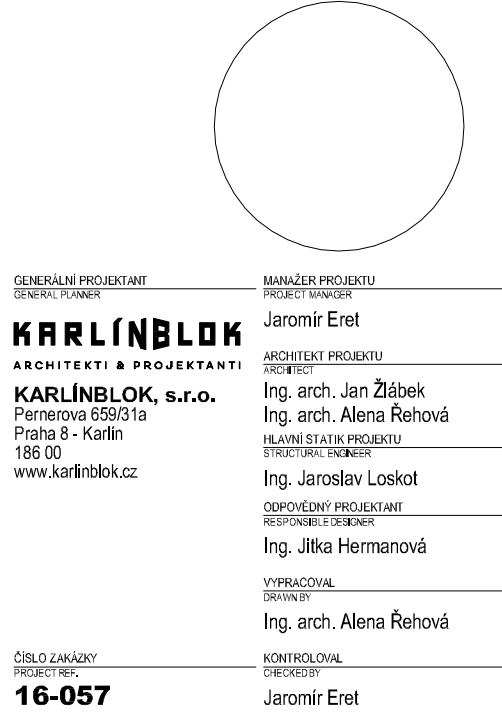 GENERÁLNÍ PROJEKTANT
GENERAL PLANNER
KARLÍNBLOK
ARCHITEKTI & PROJEKTANTI
KARLÍNBLOK, s.r.o.
Pernerova 659/31a
Praha 8 - Karlín
186 00
www.karlinblok.cz
ČÍSLO ZAKÁZKY
PROJECT REF.
16-057
MANAŽER PROJEKTU
PROJECT MANAGER
Jaromír Eret
ARCHITEKT PROJEKTU
ARCHITECT
Ing. arch. Jan Žlábek
Ing. arch. Alena Řehová
HLAVNÍ STATIK PROJEKTU
STRUCTURAL ENGINEER
Ing. Jaroslav Loskot
ODPOVĚDNÝ PROJEKTANT
RESPONSIBLE DESIGNER
Ing. Jitka Hermanová
VYPRACOVAL
DRAWN BY
Ing. arch. Alena Řehová
KONTROLOVAL
CHECKED BY
Jaromír Eret